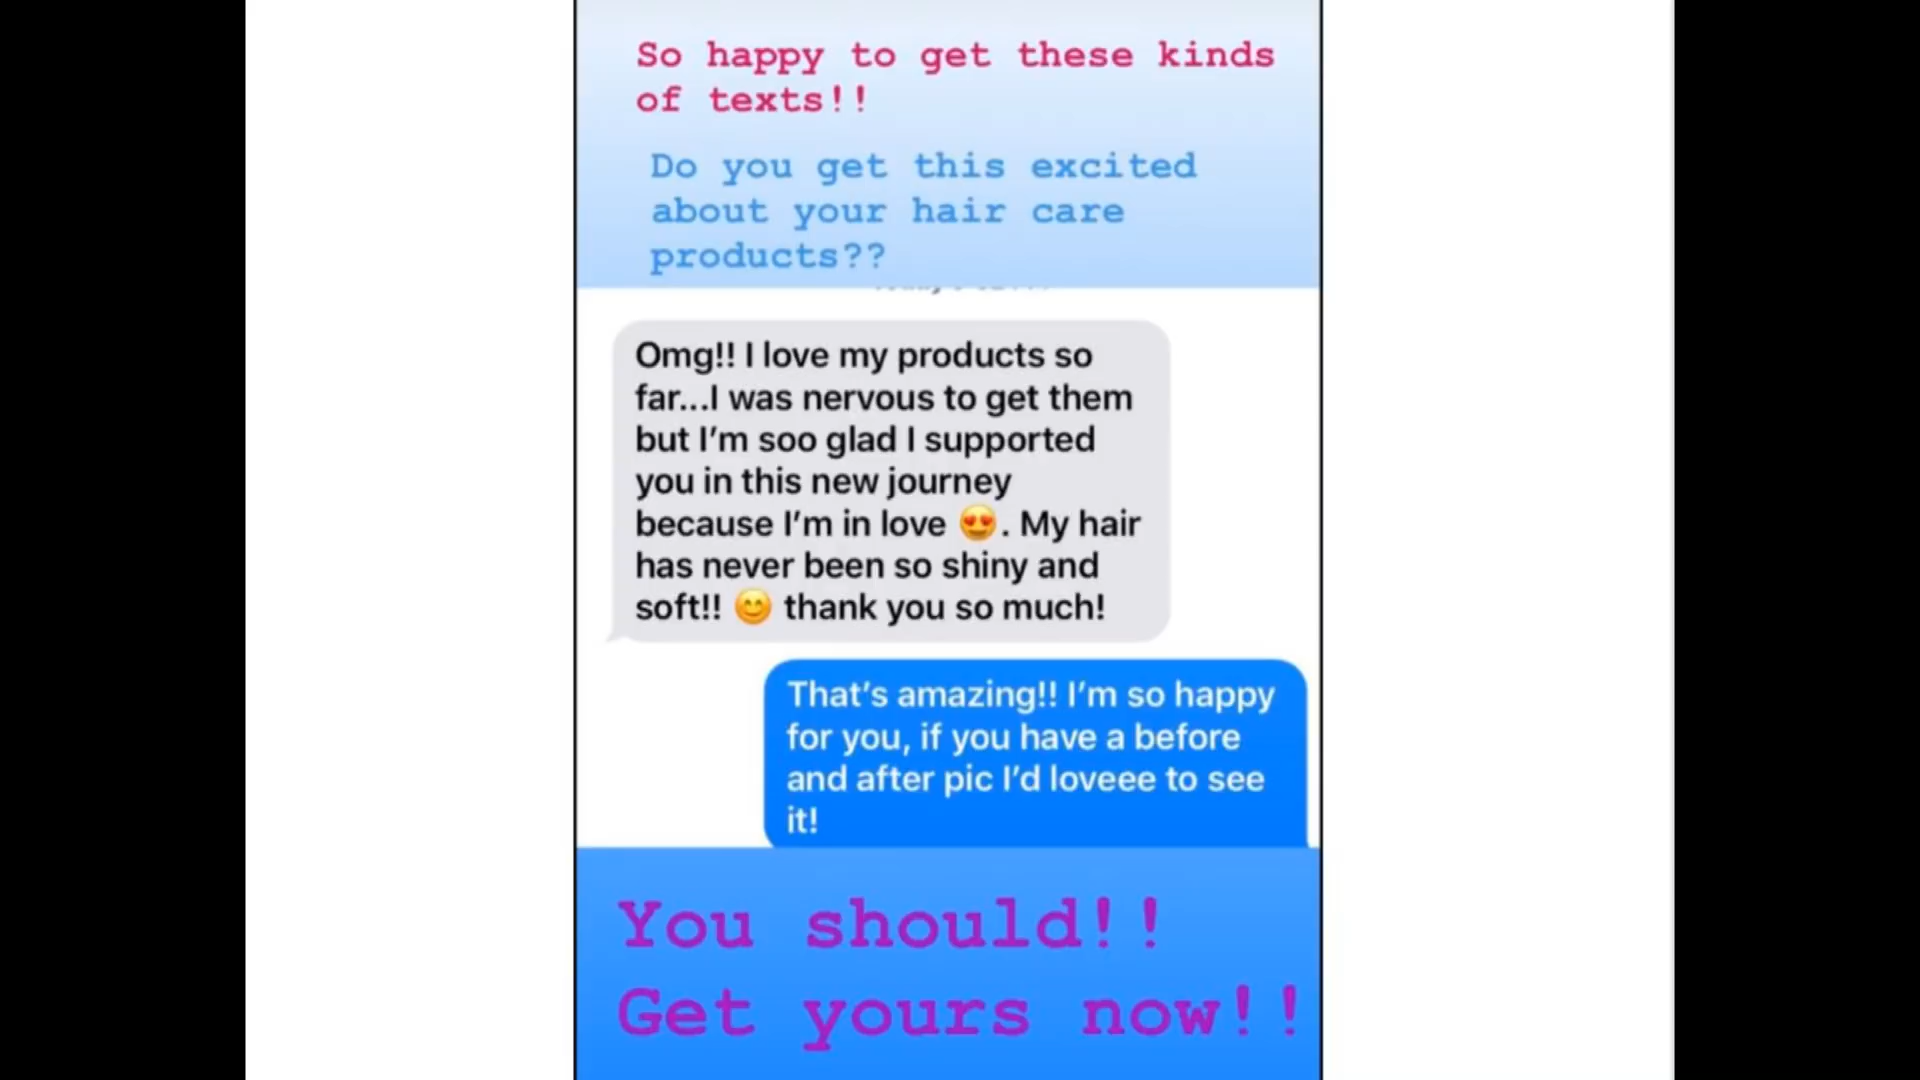 So happy to get these kinds
of texts!!
Do you get this excited
about your hair care
products??
Omg!! I love my products so
far...I was nervous to get them
but I'm soo glad I supported
you in this new journey
because I'm in love 😍. My hair
has never been so shiny and
soft!! 😊 thank you so much!
That's amazing!! I'm so happy
for you, if you have a before
and after pic I'd loveee to see
it!
You should!!
Get yours now!!